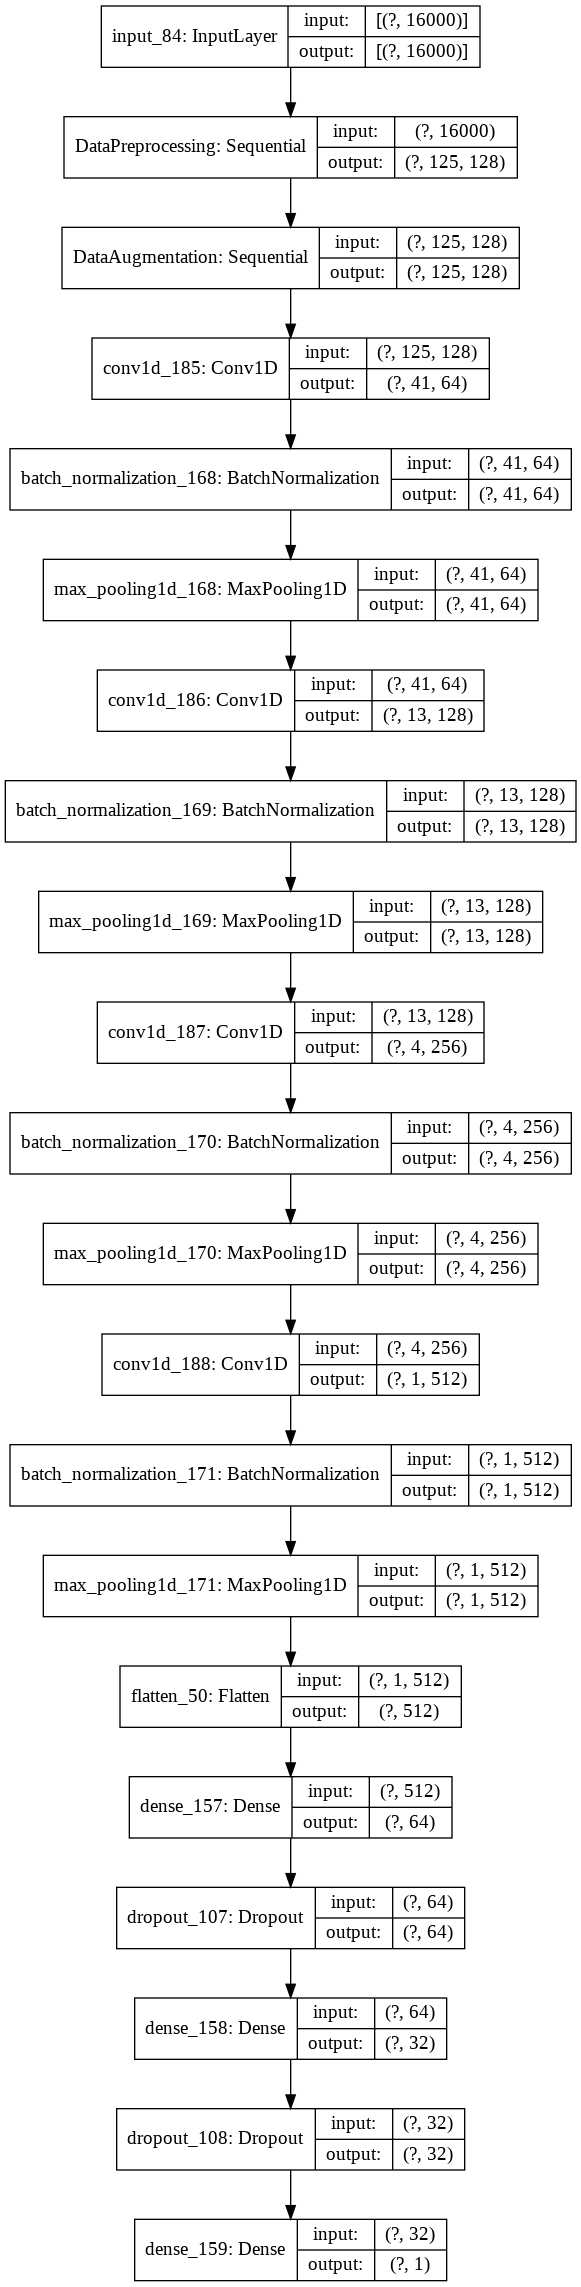 input_84: InputLayer
input: [(?, 16000)]
output: [(?, 16000)]
DataPreprocessing: Sequential
input: (?, 16000)
output: (?, 125, 128)
DataAugmentation: Sequential
input: (?, 125, 128)
output: (?, 125, 128)
conv1d_185: Conv1D
input: (?, 125, 128)
output: (?, 41, 64)
batch_normalization_168: BatchNormalization
input: (?, 41, 64)
output: (?, 41, 64)
max_pooling1d_168: MaxPooling1D
input: (?, 41, 64)
output: (?, 41, 64)
conv1d_186: Conv1D
input: (?, 41, 64)
output: (?, 13, 128)
batch_normalization_169: BatchNormalization
input: (?, 13, 128)
output: (?, 13, 128)
max_pooling1d_169: MaxPooling1D
input: (?, 13, 128)
output: (?, 13, 128)
conv1d_187: Conv1D
input: (?, 13, 128)
output: (?, 4, 256)
batch_normalization_170: BatchNormalization
input: (?, 4, 256)
output: (?, 4, 256)
max_pooling1d_170: MaxPooling1D
input: (?, 4, 256)
output: (?, 4, 256)
conv1d_188: Conv1D
input: (?, 4, 256)
output: (?, 1, 512)
batch_normalization_171: BatchNormalization
input: (?, 1, 512)
output: (?, 1, 512)
max_pooling1d_171: MaxPooling1D
input: (?, 1, 512)
output: (?, 1, 512)
flatten_50: Flatten
input: (?, 1, 512)
output: (?, 512)
dense_157: Dense
input: (?, 512)
output: (?, 64)
dropout_107: Dropout
input: (?, 64)
output: (?, 64)
dense_158: Dense
input: (?, 64)
output: (?, 32)
dropout_108: Dropout
input: (?, 32)
output: (?, 32)
dense_159: Dense
input: (?, 32)
output: (?, 1)